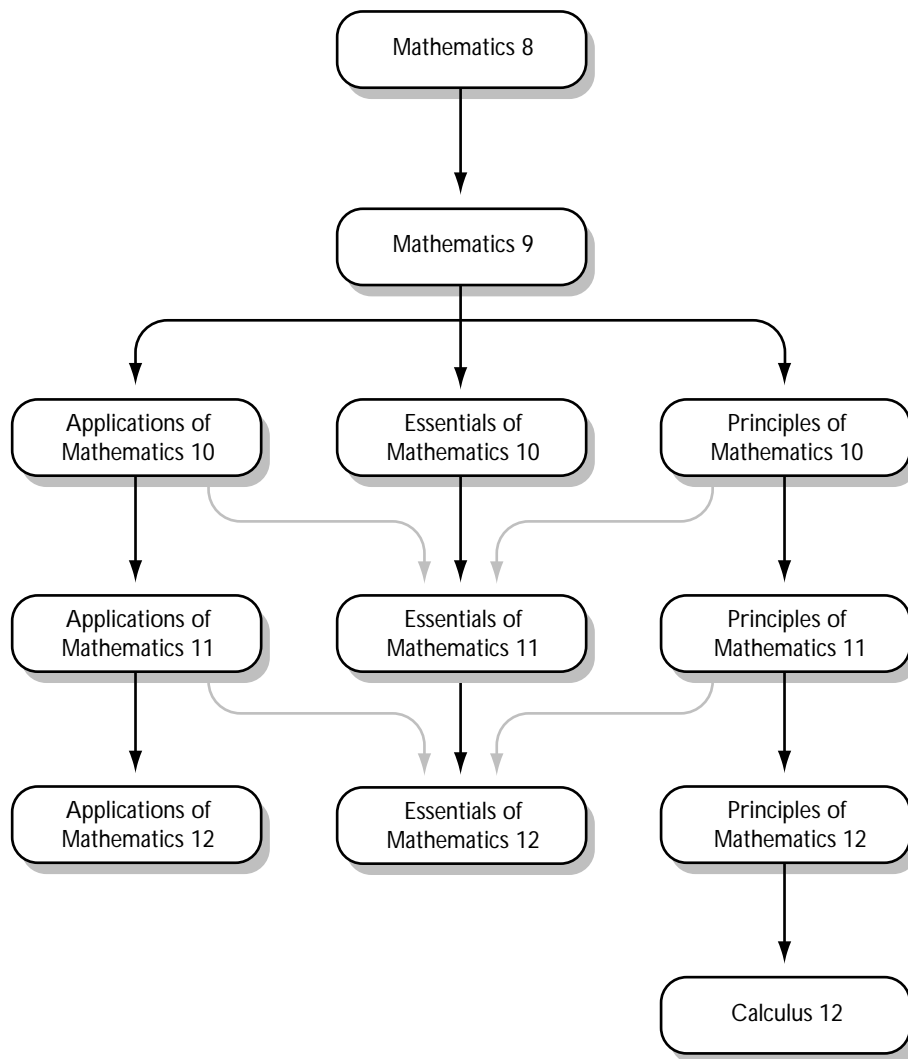 Mathematics 8
Mathematics 9
Applications of
Mathematics 10
Essentials of
Mathematics 10
Principles of
Mathematics 10
Applications of
Mathematics 11
Essentials of
Mathematics 11
Principles of
Mathematics 11
Applications of
Mathematics 12
Essentials of
Mathematics 12
Principles of
Mathematics 12
Calculus 12